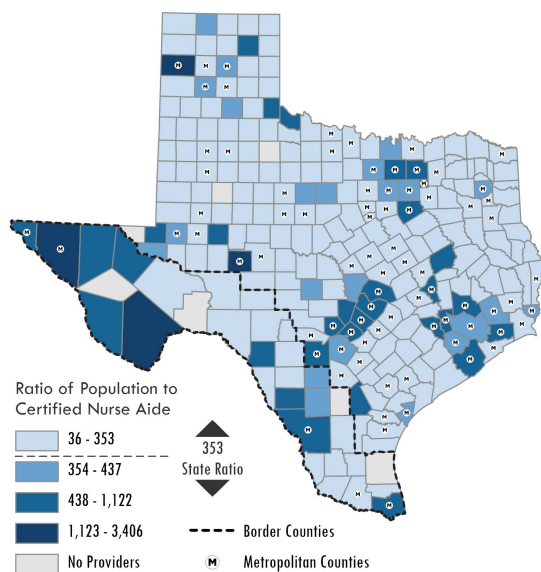 Ratio of Population to
Certified Nurse Aide
36 - 353
354 - 437
438 - 1,122
1,123 - 3,406
No Providers
353
State Ratio
Border Counties
M Metropolitan Counties